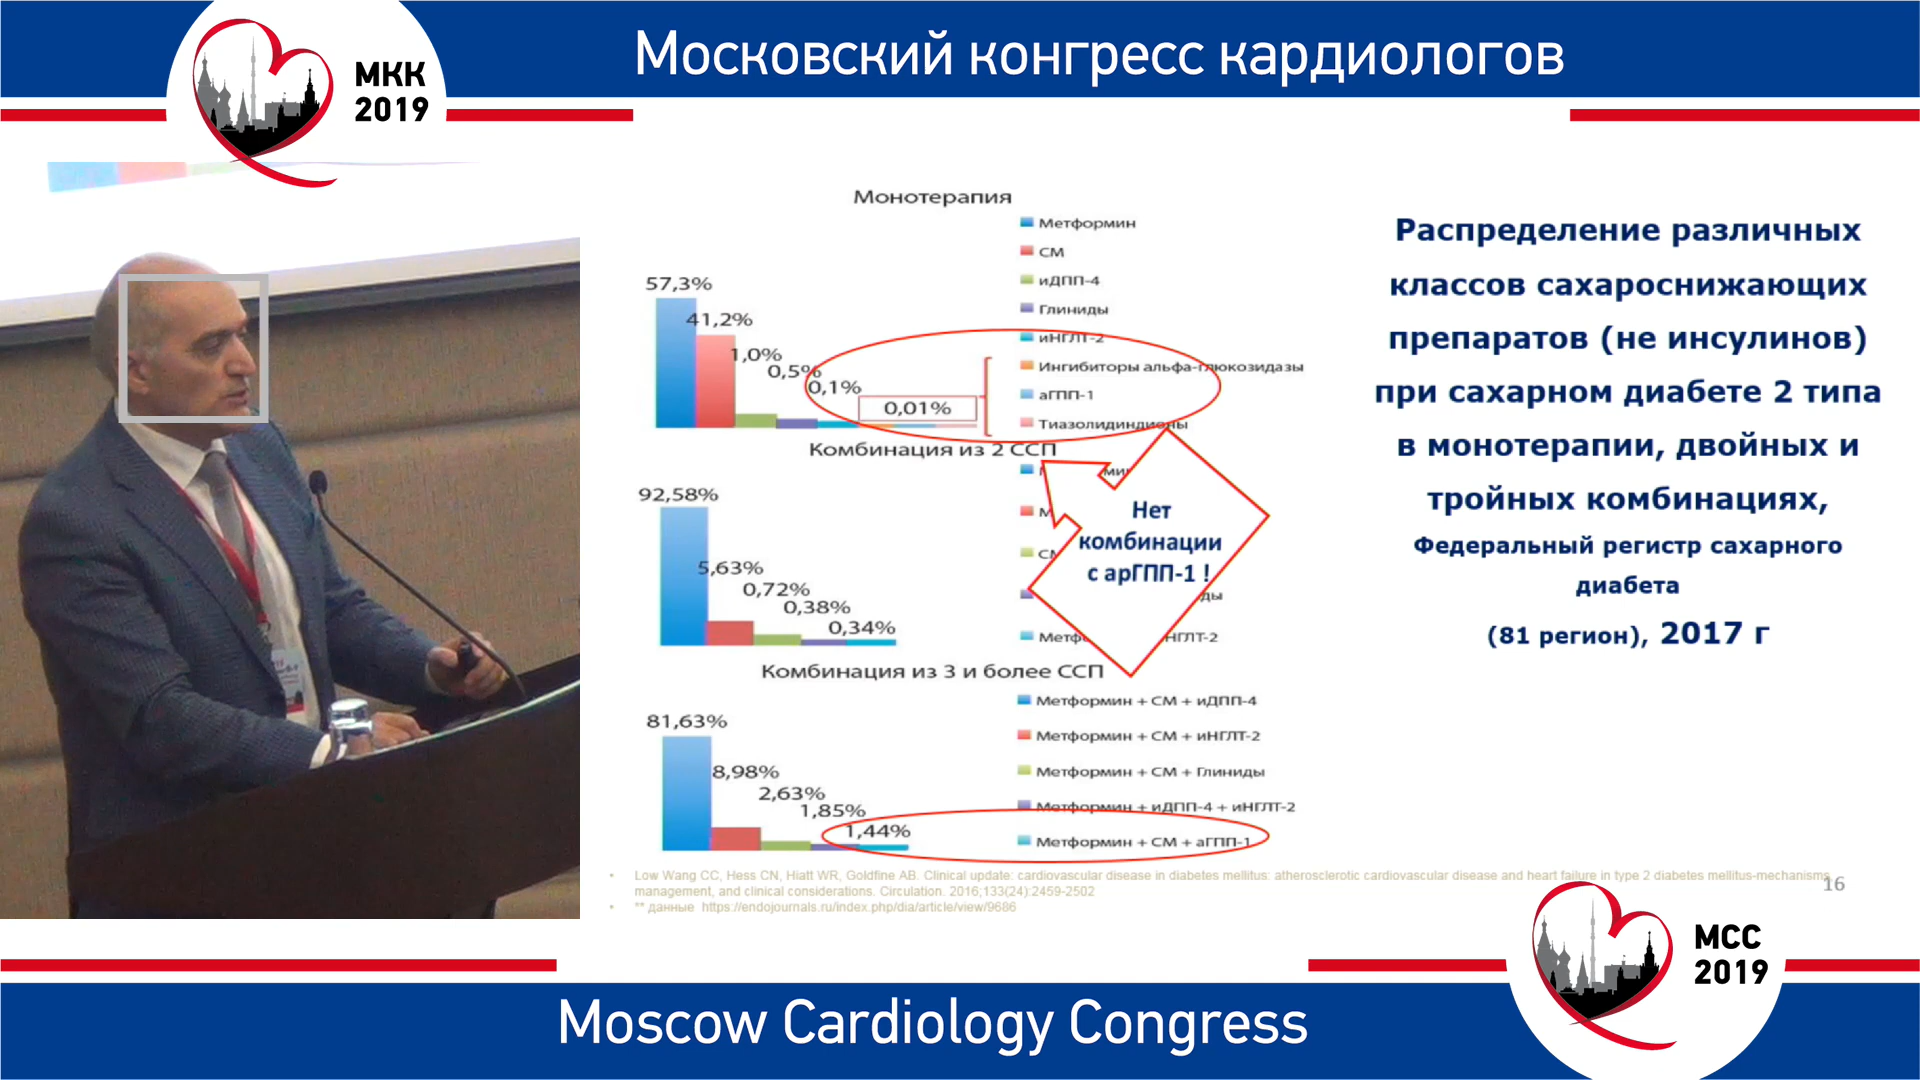 Московский конгресс кардиологов
МКК
2019
Монотерапия
Метформин
СМ
иДПП-4
Глиниды
иНГЛТ-2
Ингибиторы альфа-глюкозидазы
аГПП-1
Тиазолидиндионы
57,3%
41,2%
1,0%
0,5%
0,1%
0,01%
Комбинация из 2 ССП
92,58%
5,63%
0,72%
0,38%
0,34%
Нет
комбинации
с арГПП-1 !
Комбинация из 3 и более ССП
81,63%
8,98%
2,63%
1,85%
1,44%
Метформин + СМ + иДПП-4
Метформин + СМ + иНГЛТ-2
Метформин + СМ + Глиниды
Метформин + иДПП-4 + иНГЛТ-2
Метформин + СМ + аГПП-1
Распределение различных
классов сахароснижающих
препаратов (не инсулинов)
при сахарном диабете 2 типа
в монотерапии, двойных и
тройных комбинациях,
Федеральный регистр сахарного
диабета
(81 регион), 2017 г
• Low Wang CC, Hess CN, Hiatt WR, Goldfine AB. Clinical update: cardiovascular disease in diabetes mellitus: atherosclerotic cardiovascular disease and heart failure in type 2 diabetes mellitus-mechanisms,
management, and clinical considerations. Circulation. 2016;133(24):2459-2502
• ** данные https://endojournals.ru/index.php/dia/article/view/9686
16
МСС
2019
Moscow Cardiology Congress